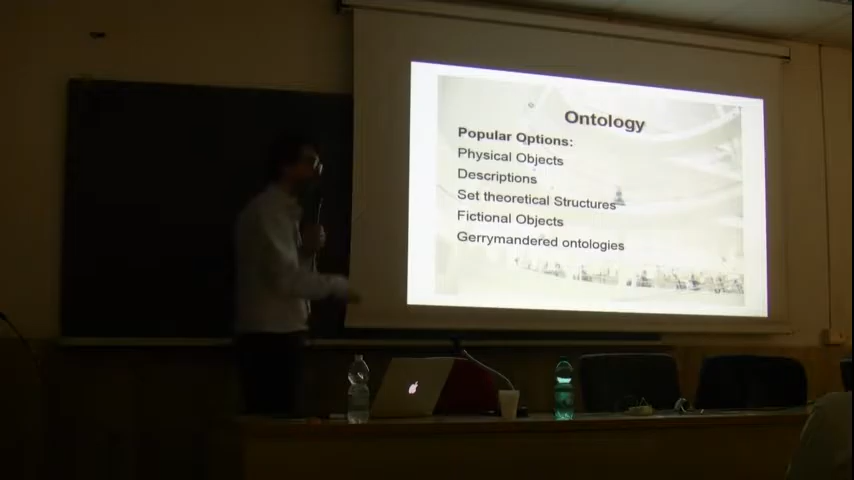 Ontology
Popular Options:
Physical Objects
Descriptions
Set theoretical Structures
Fictional Objects
Gerrymandered ontologies